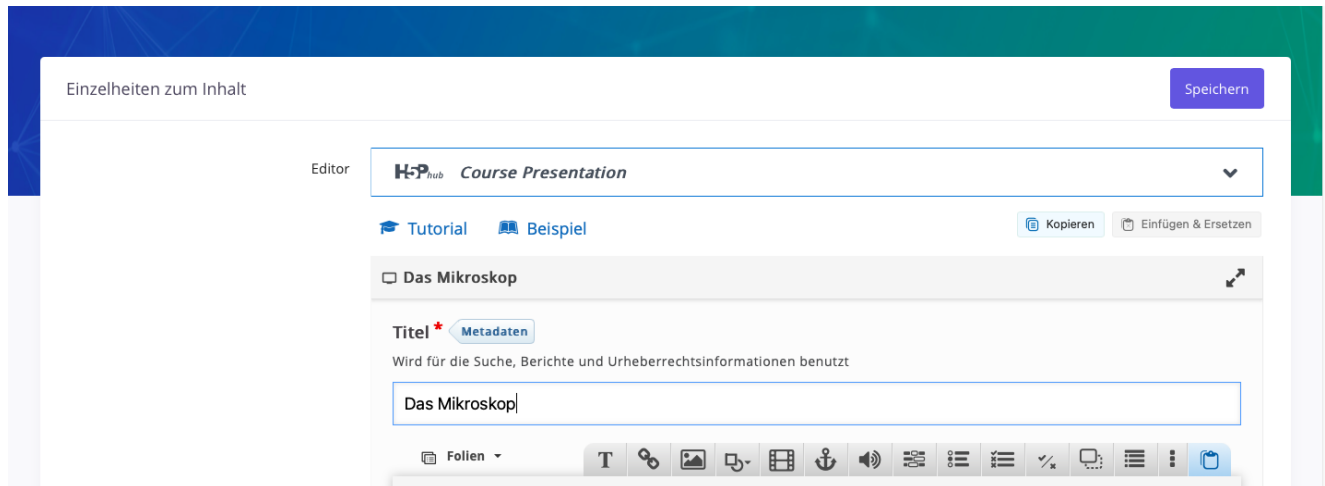 Einzelheiten zum Inhalt
Speichern
Editor
H5P hub Course Presentation
Tutorial Beispiel
Kopieren Einfügen & Ersetzen
Das Mikroskop
Titel * Metadaten
Wird für die Suche, Berichte und Urheberrechtsinformationen benutzt
Das Mikroskop
Folien T